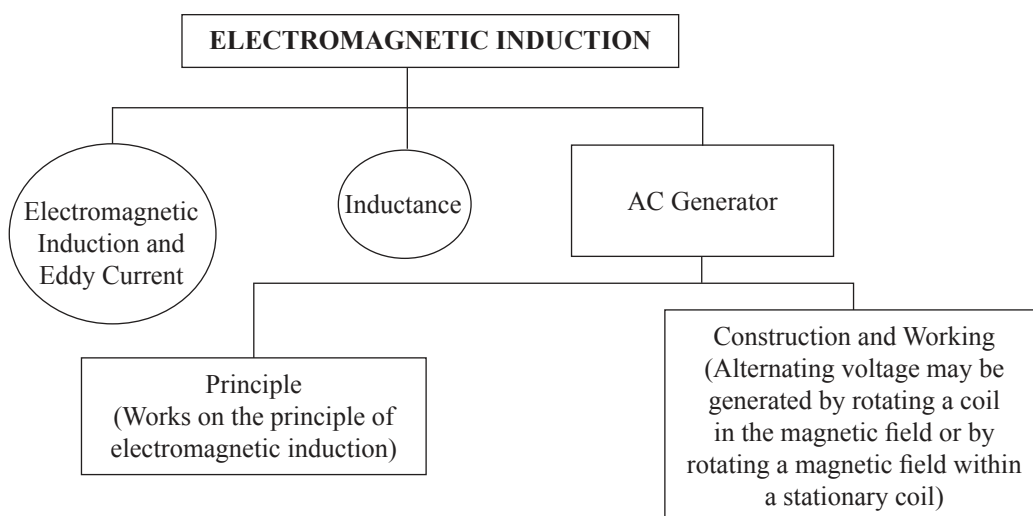 ELECTROMAGNETIC INDUCTION
Electromagnetic
Induction and
Eddy Current
Inductance
AC Generator
Principle
(Works on the principle of
electromagnetic induction)
Construction and Working
(Alternating voltage may be
generated by rotating a coil
in the magnetic field or by
rotating a magnetic field within
a stationary coil)